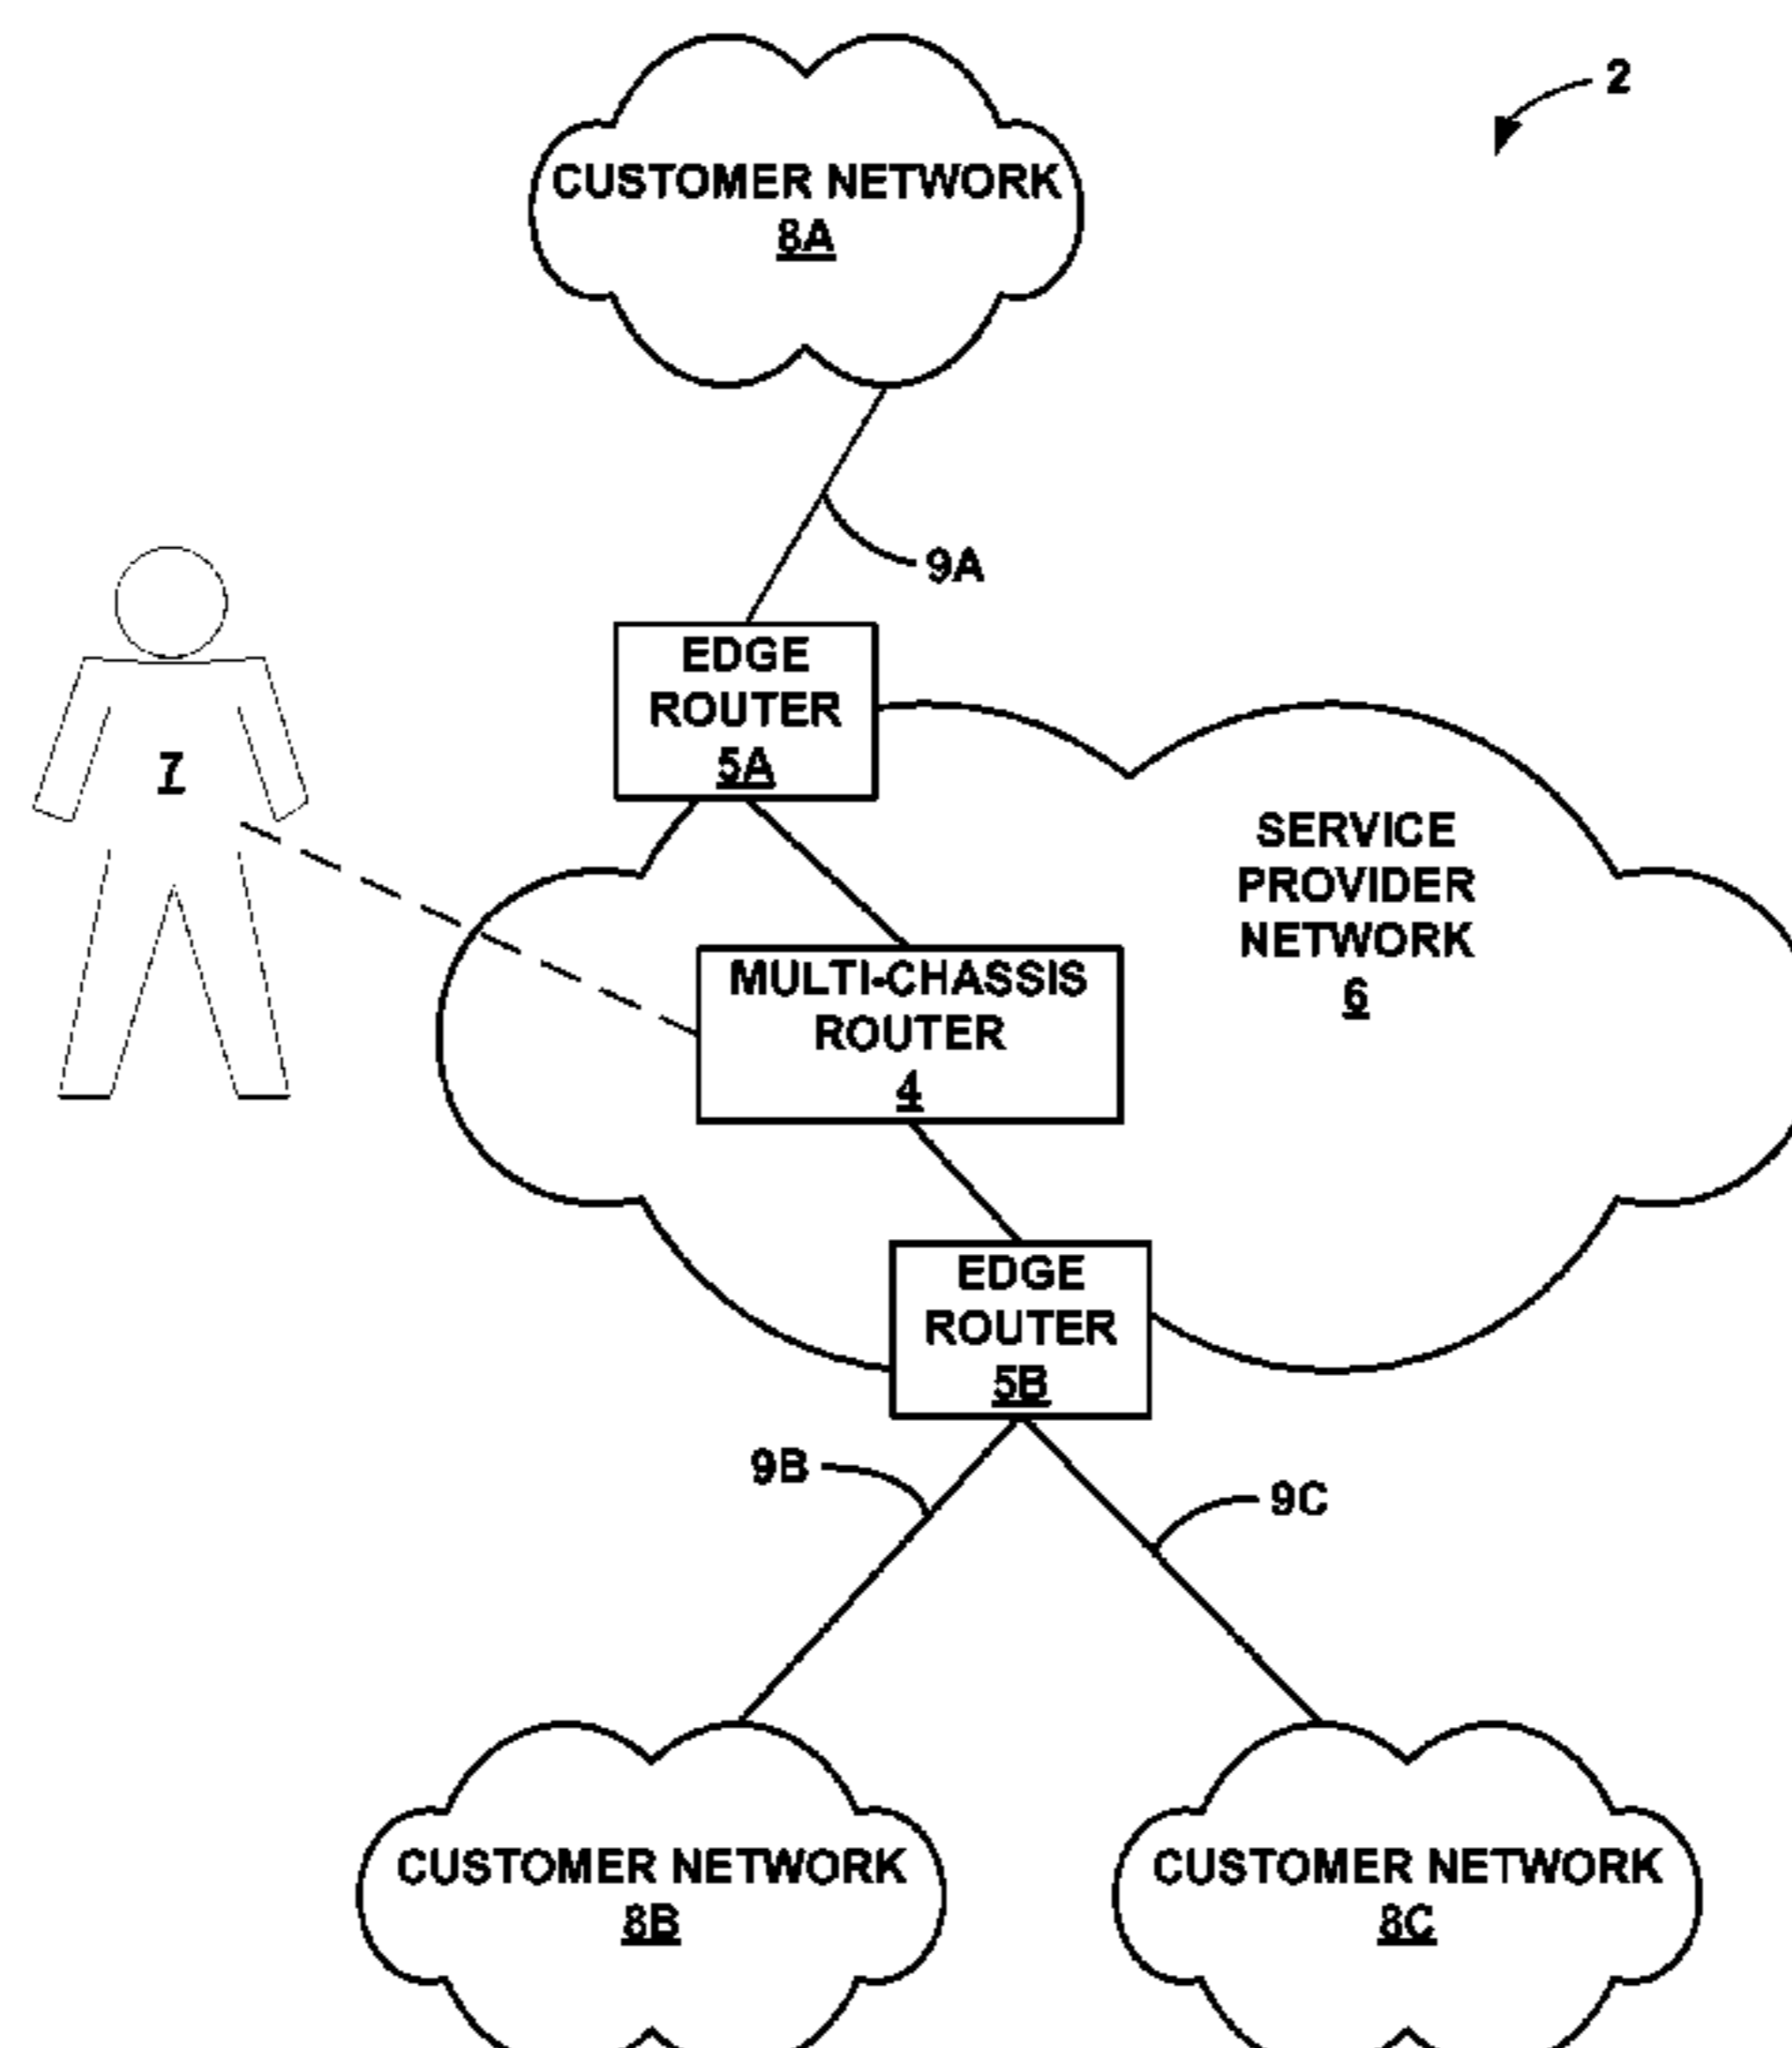 2
CUSTOMER NETWORK
8A
9A
EDGE
ROUTER
5A
7
SERVICE
PROVIDER
NETWORK
6
MULTI-CHASSIS
ROUTER
4
EDGE
ROUTER
5B
9B
9C
CUSTOMER NETWORK
8B
CUSTOMER NETWORK
8C